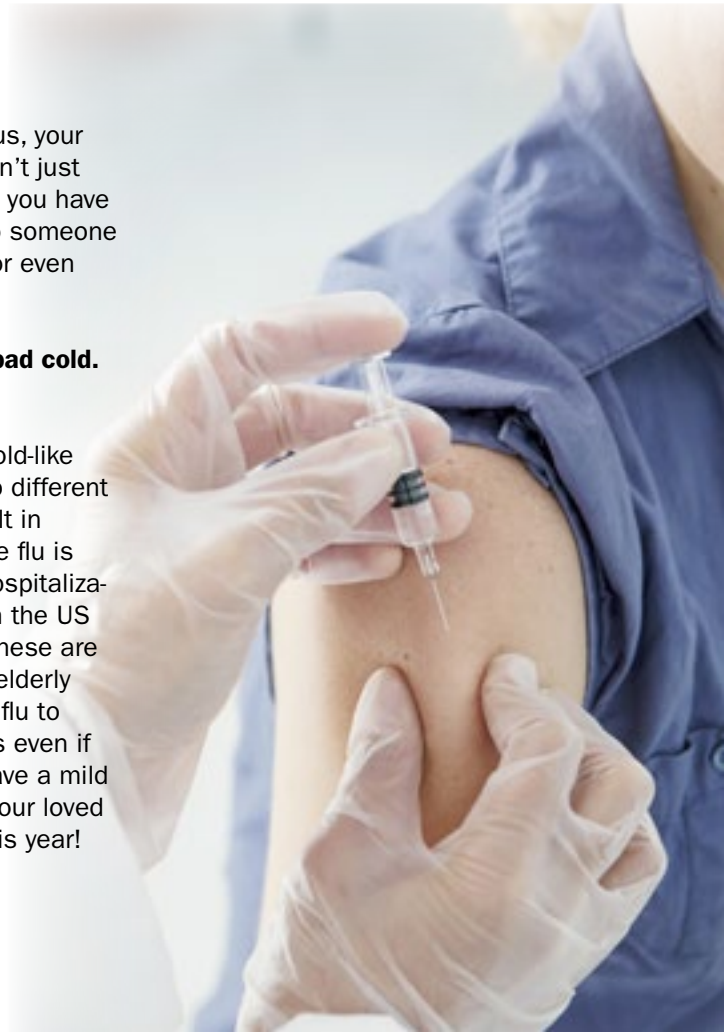 us, your
n't just
you have
someone
or even
bad cold.
old-like
different
lt in
e flu is
ospitaliza-
the US
hese are
elderly
flu to
s even if
ave a mild
our loved
is year!